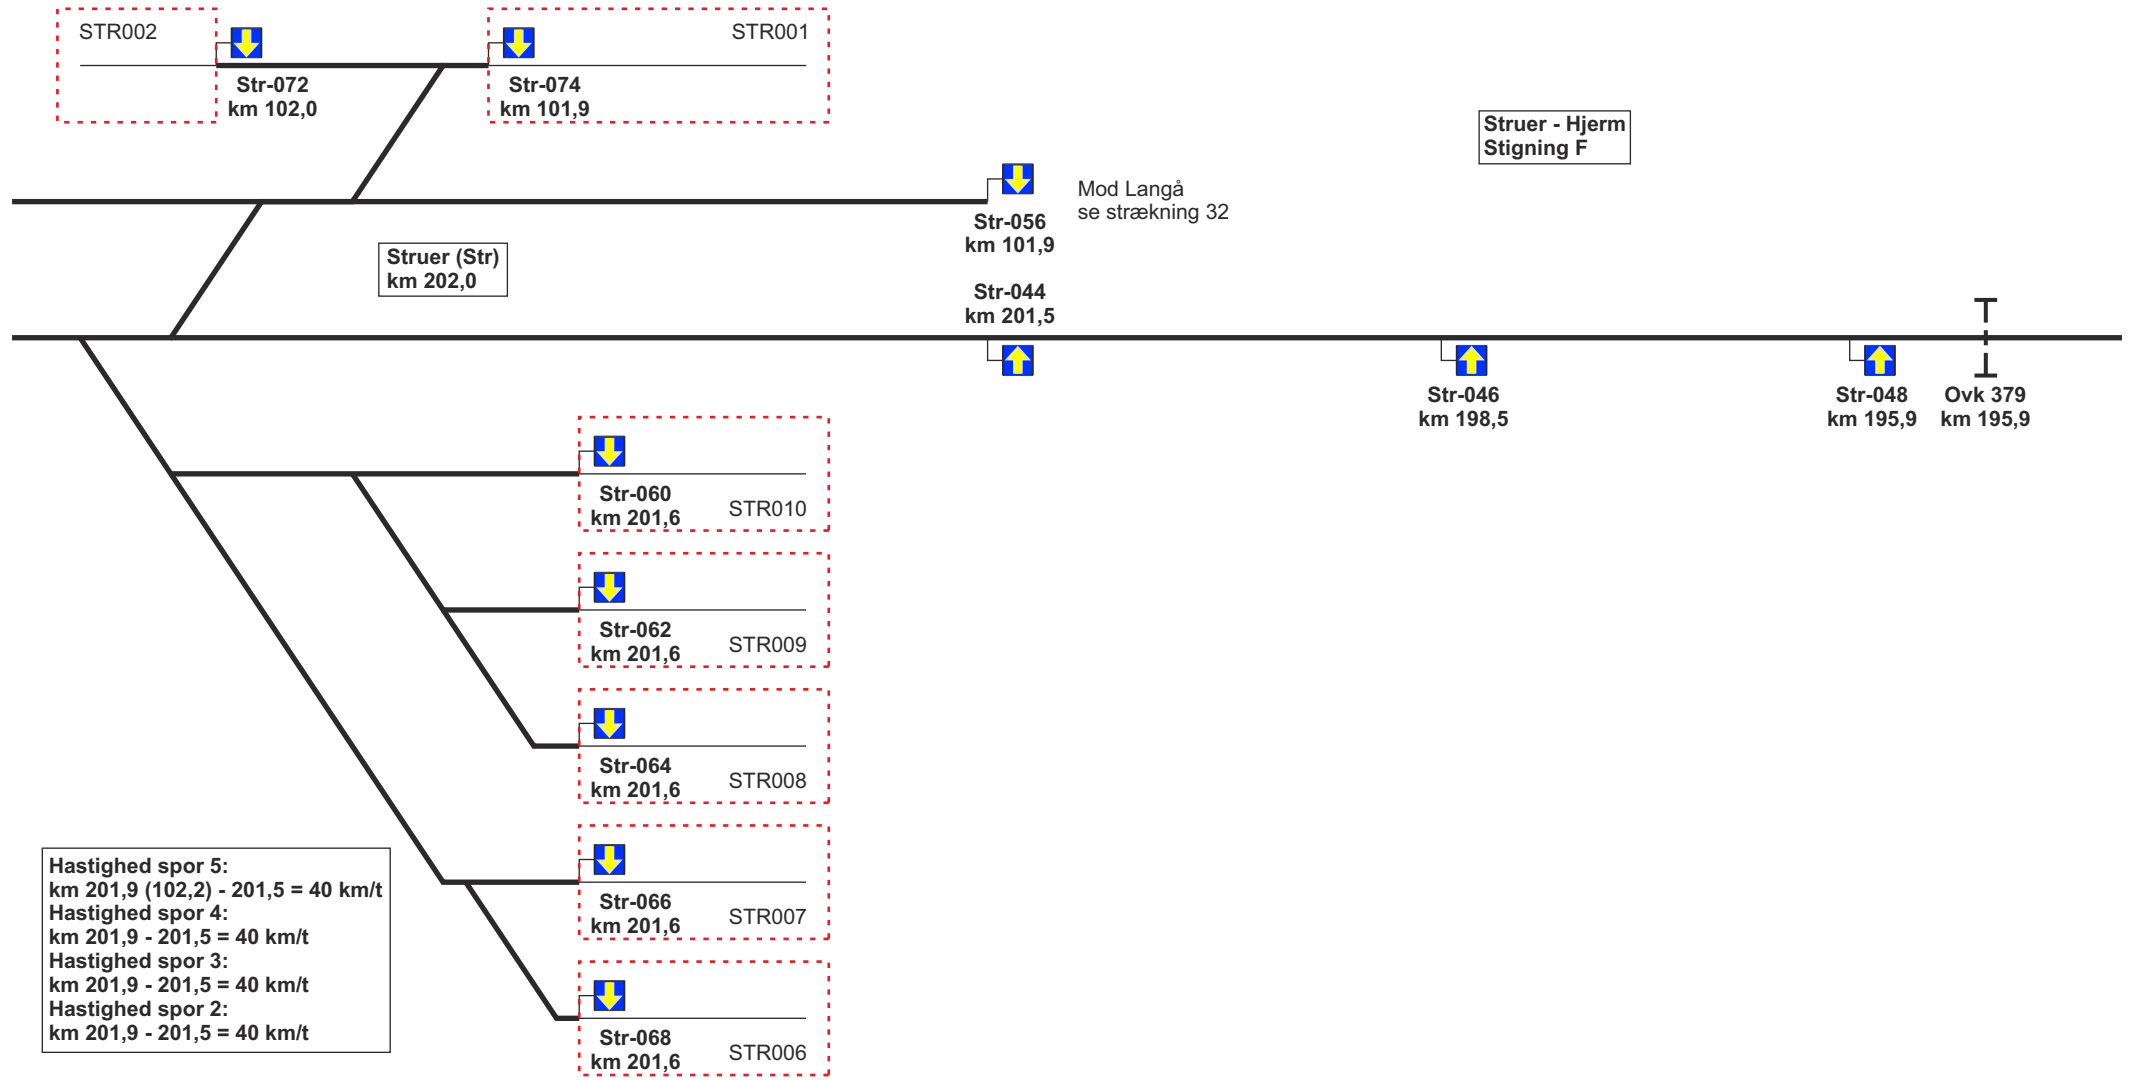 STR002
STR001
Str-072
km 102,0
Str-074
km 101,9
Struer - Hjerm
Stigning F
Mod Langå
se strækning 32
Str-056
km 101,9
Struer (Str)
km 202,0
Str-044
km 201,5
Str-046
km 198,5
Str-048
km 195,9
Ovk 379
km 195,9
Str-060
km 201,6
STR010
Str-062
km 201,6
STR009
Str-064
km 201,6
STR008
Str-066
km 201,6
STR007
Str-068
km 201,6
STR006
Hastighed spor 5:
km 201,9 (102,2) - 201,5 = 40 km/t
Hastighed spor 4:
km 201,9 - 201,5 = 40 km/t
Hastighed spor 3:
km 201,9 - 201,5 = 40 km/t
Hastighed spor 2:
km 201,9 - 201,5 = 40 km/t